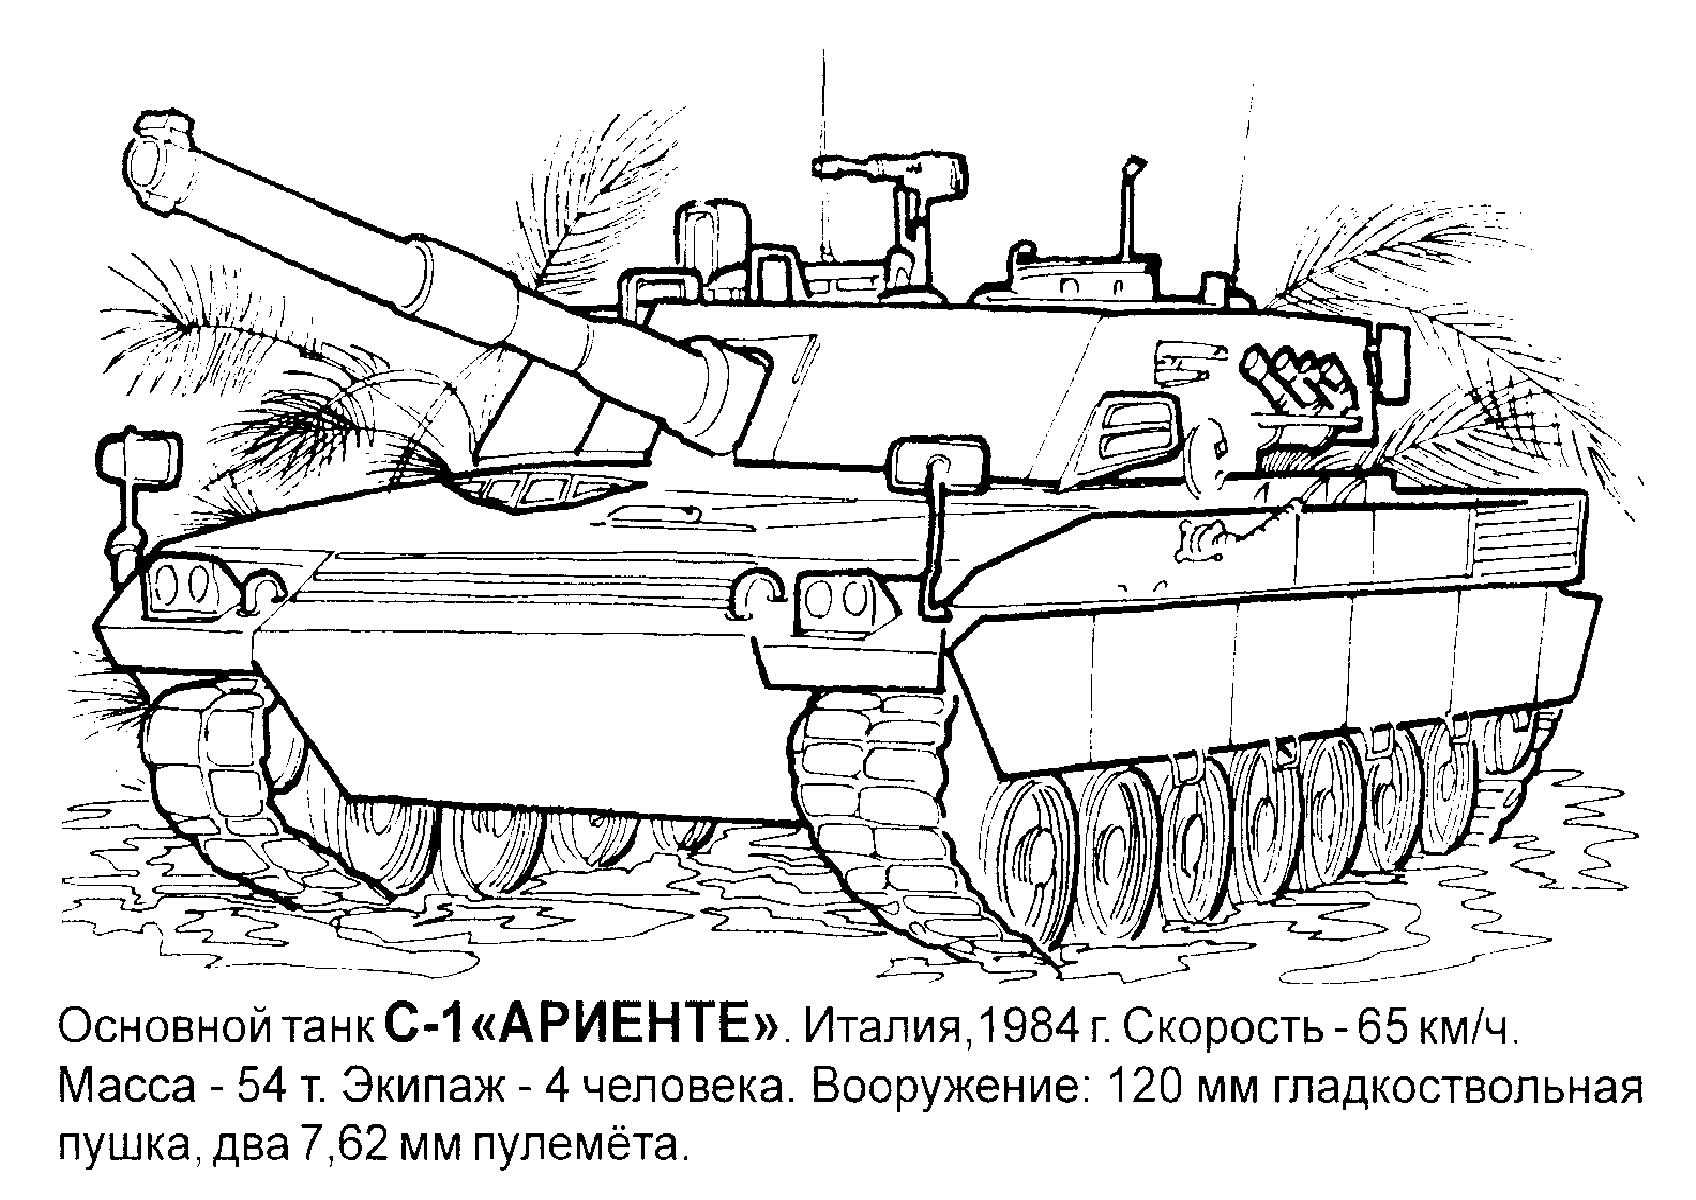 Основной танк С-1«АРИЕНТЕ». Италия,1984 г. Скорость - 65 км/ч.
Масса - 54 т. Экипаж - 4 человека. Вооружение: 120 мм гладкоствольная
пушка, два 7,62 мм пулемёта.